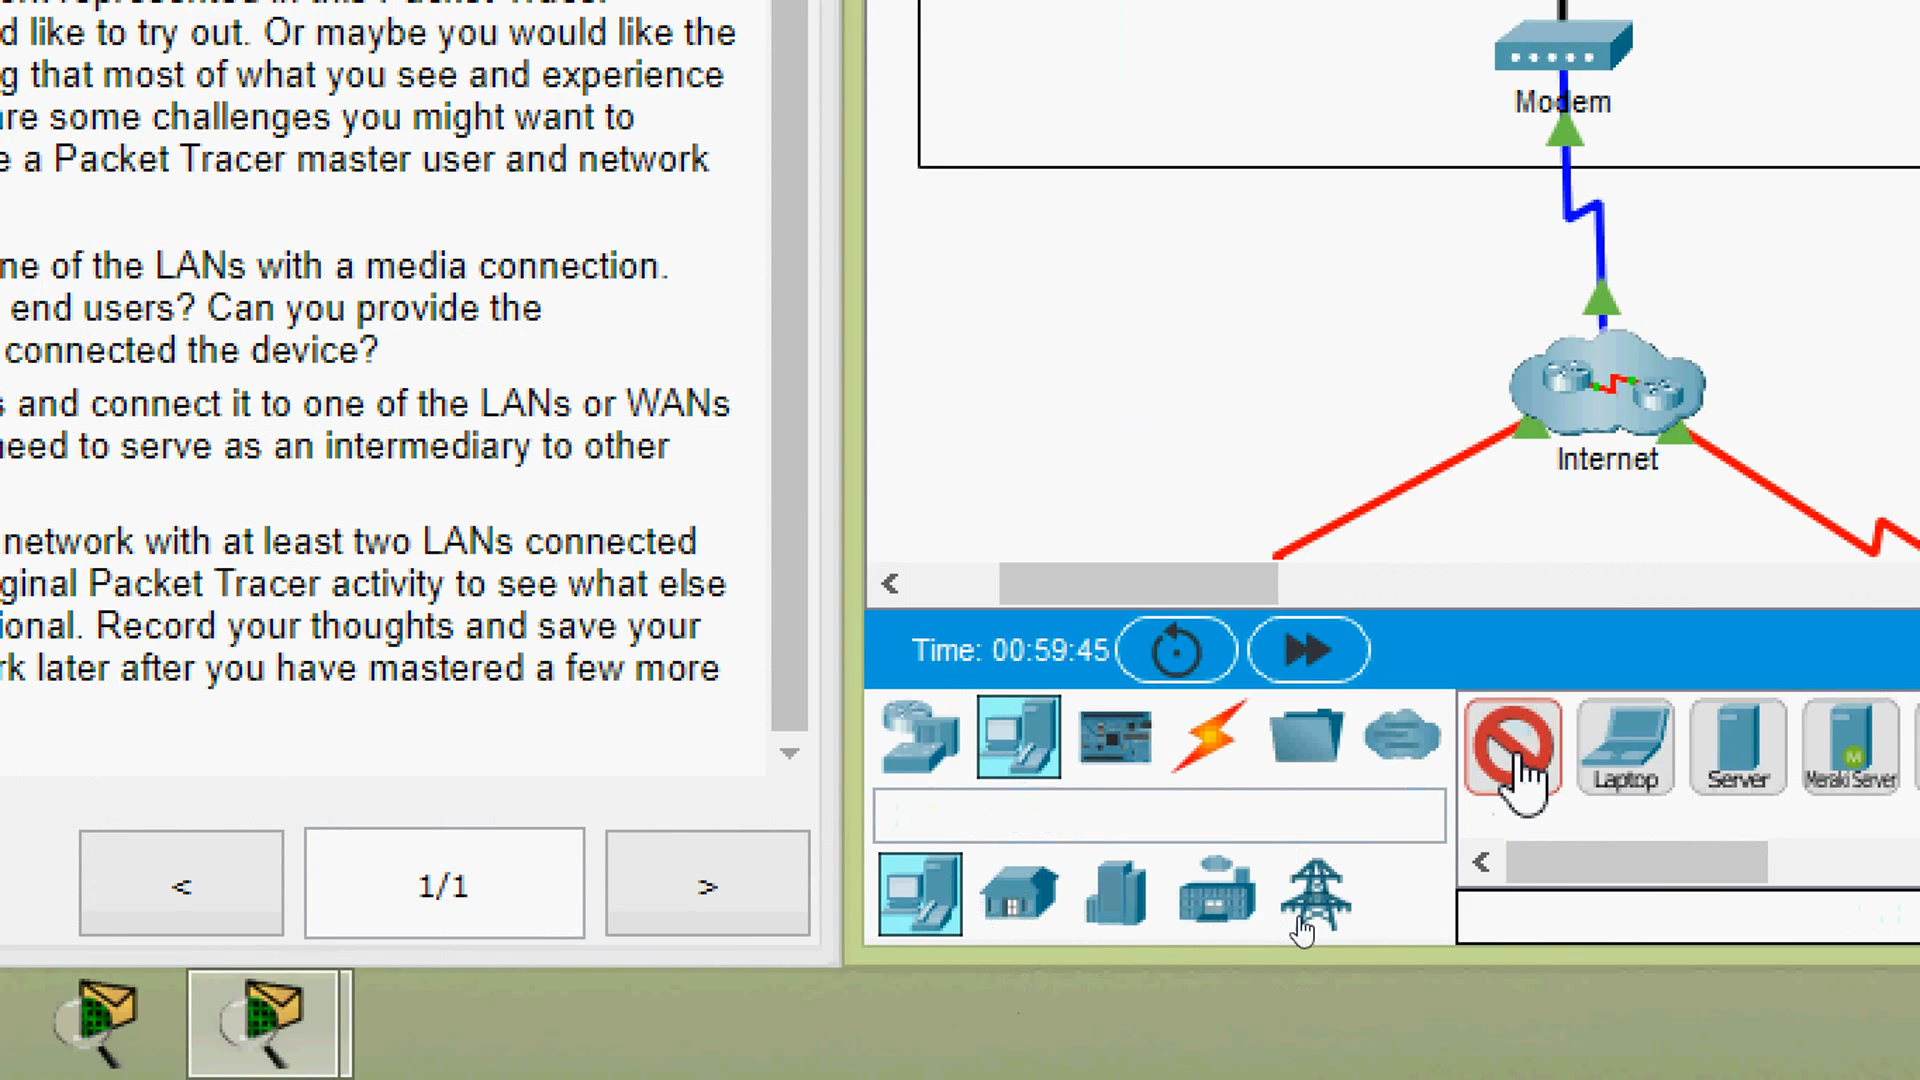 d like to try out. Or maybe you would like the
g that most of what you see and experience
are some challenges you might want to
e a Packet Tracer master user and network
ne of the LANs with a media connection.
end users? Can you provide the
connected the device?
s and connect it to one of the LANs or WANs
need to serve as an intermediary to other
network with at least two LANs connected
ginal Packet Tracer activity to see what else
ional. Record your thoughts and save your
rk later after you have mastered a few more
< 1/1 >
Modem
Internet
Time: 00:59:45
Laptop
Server
Meraki Server